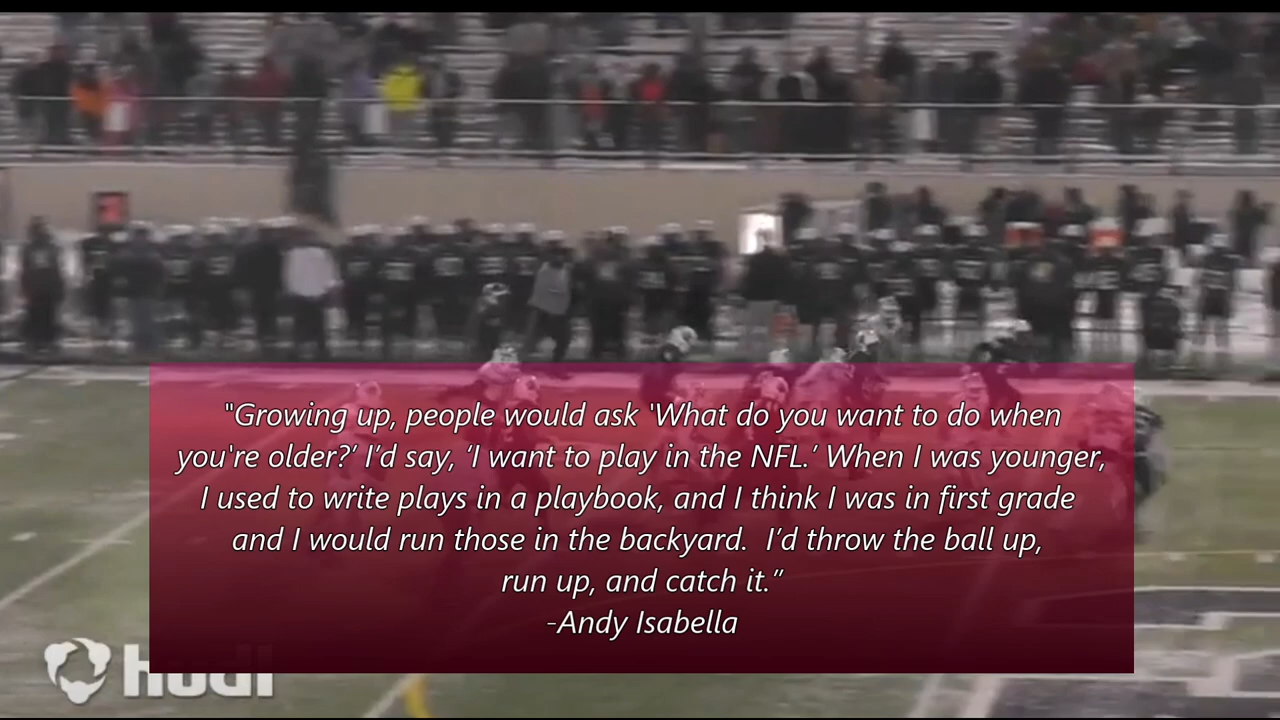 "Growing up, people would ask 'What do you want to do when
you're older?’ I’d say, ‘I want to play in the NFL.’ When I was younger,
I used to write plays in a playbook, and I think I was in first grade
and I would run those in the backyard.  I’d throw the ball up,
run up, and catch it.”
-Andy Isabella
hudl